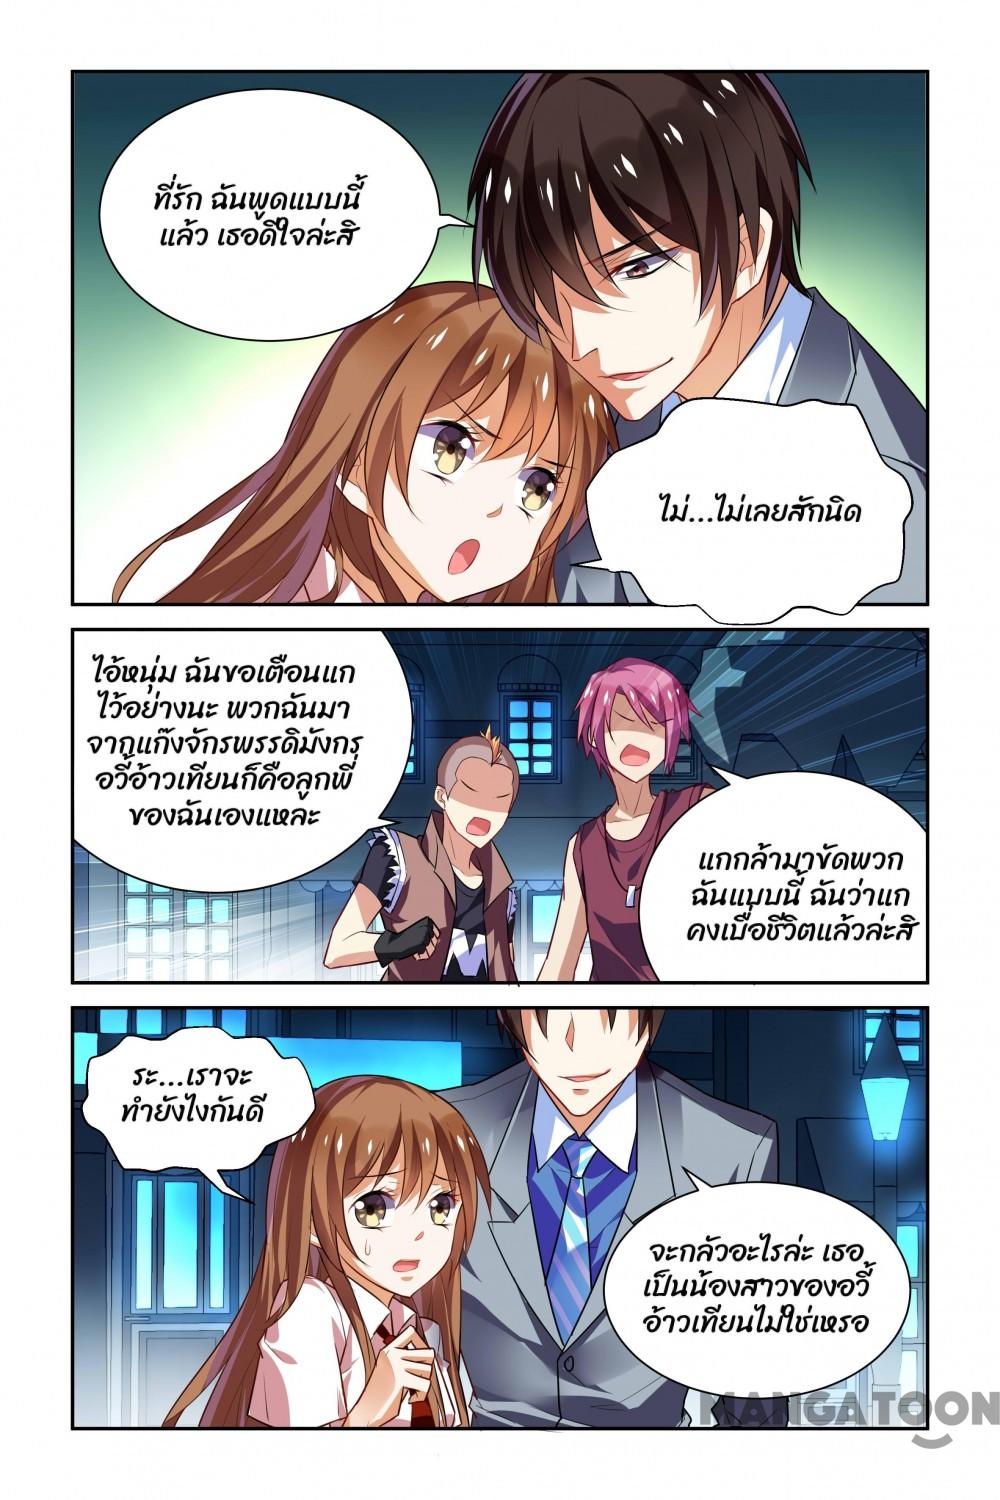 ที่รัก ฉันพูดแบบนี้
แล้ว เธอดีใจล่ะสิ
ไม่...ไม่เลยสักนิด
ไอ้หนุ่ม ฉันขอเตือนแก
ไว้อย่างนะ พวกฉันมา
จากแก๊งจักรพรรดิมังกร
อวี้อ้าวเทียนก็คือลูกพี่
ของฉันเองแหละ
แกกล้ามาขัดพวก
ฉันแบบนี้ ฉันว่าแก
คงเบื่อชีวิตแล้วล่ะสิ
ระ...เราจะ
ทำยังไงกันดี
จะกลัวอะไรล่ะ เธอ
เป็นน้องสาวของอวี้
อ้าวเทียนไม่ใช่เหรอ
MANGATOON